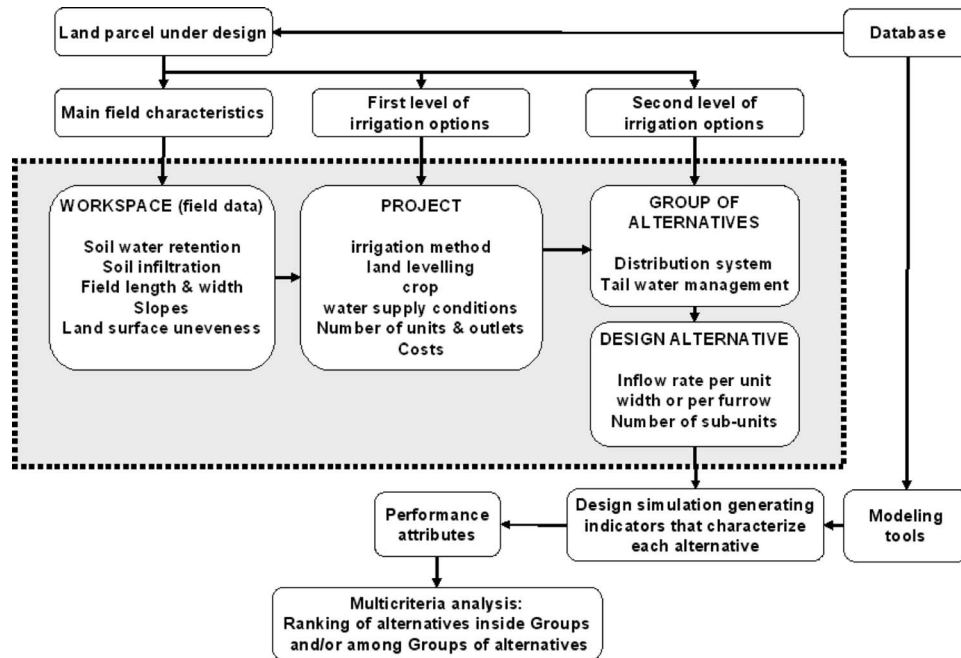 Land parcel under design
Database
Main field characteristics
First level of
irrigation options
Second level of
irrigation options
WORKSPACE (field data)
Soil water retention
Soil infiltration
Field length & width
Slopes
Land surface uneveness
PROJECT
irrigation method
land levelling
crop
water supply conditions
Number of units & outlets
Costs
GROUP OF
ALTERNATIVES
Distribution system
Tail water management
DESIGN ALTERNATIVE
Inflow rate per unit
width or per furrow
Number of sub-units
Performance
attributes
Design simulation generating
indicators that characterize
each alternative
Modeling
tools
Multicriteria analysis:
Ranking of alternatives inside Groups
and/or among Groups of alternatives